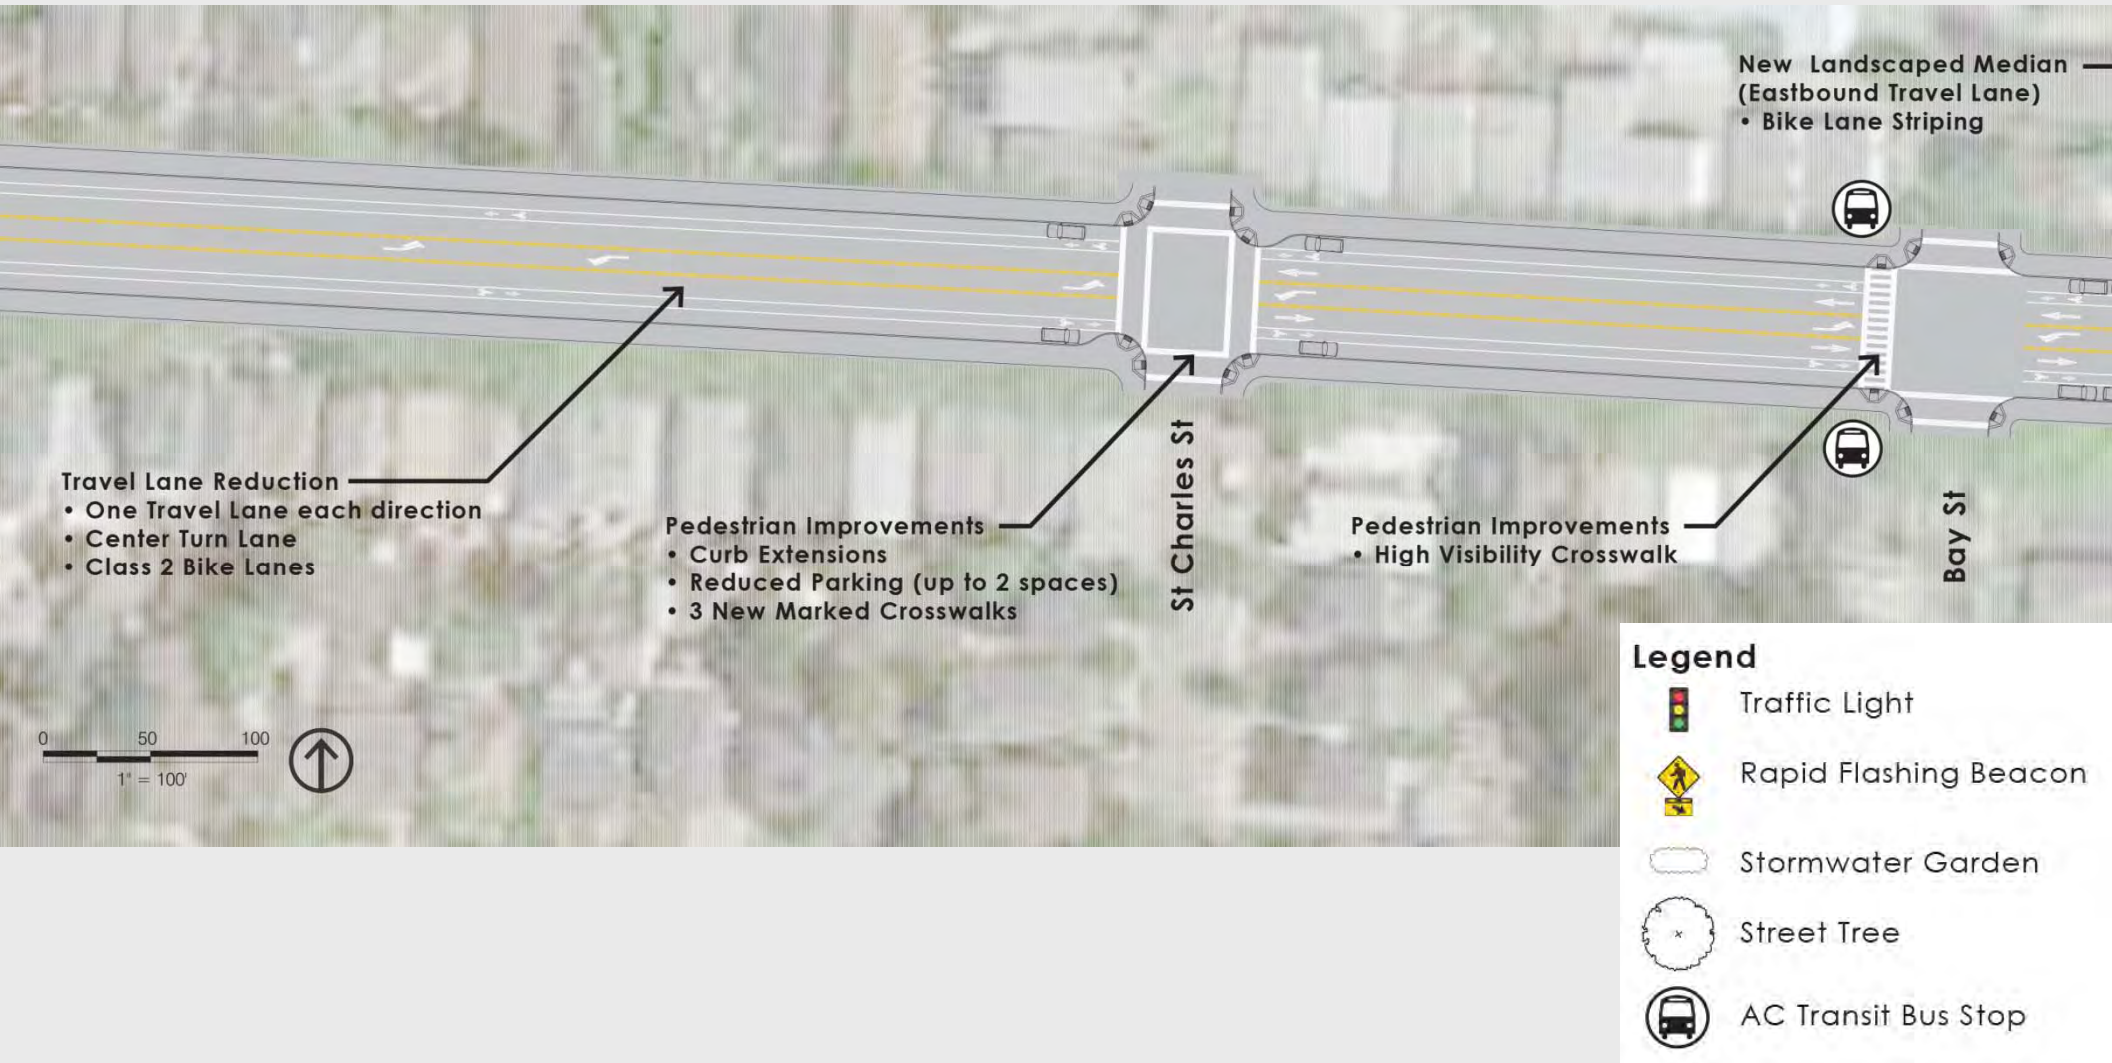 New Landscaped Median
(Eastbound Travel Lane)
• Bike Lane Striping
Travel Lane Reduction
• One Travel Lane each direction
• Center Turn Lane
• Class 2 Bike Lanes
Pedestrian Improvements
• Curb Extensions
• Reduced Parking (up to 2 spaces)
• 3 New Marked Crosswalks
St Charles St
Pedestrian Improvements
• High Visibility Crosswalk
Bay St
0 50 100
1" = 100'
Legend
Traffic Light
Rapid Flashing Beacon
Stormwater Garden
Street Tree
AC Transit Bus Stop